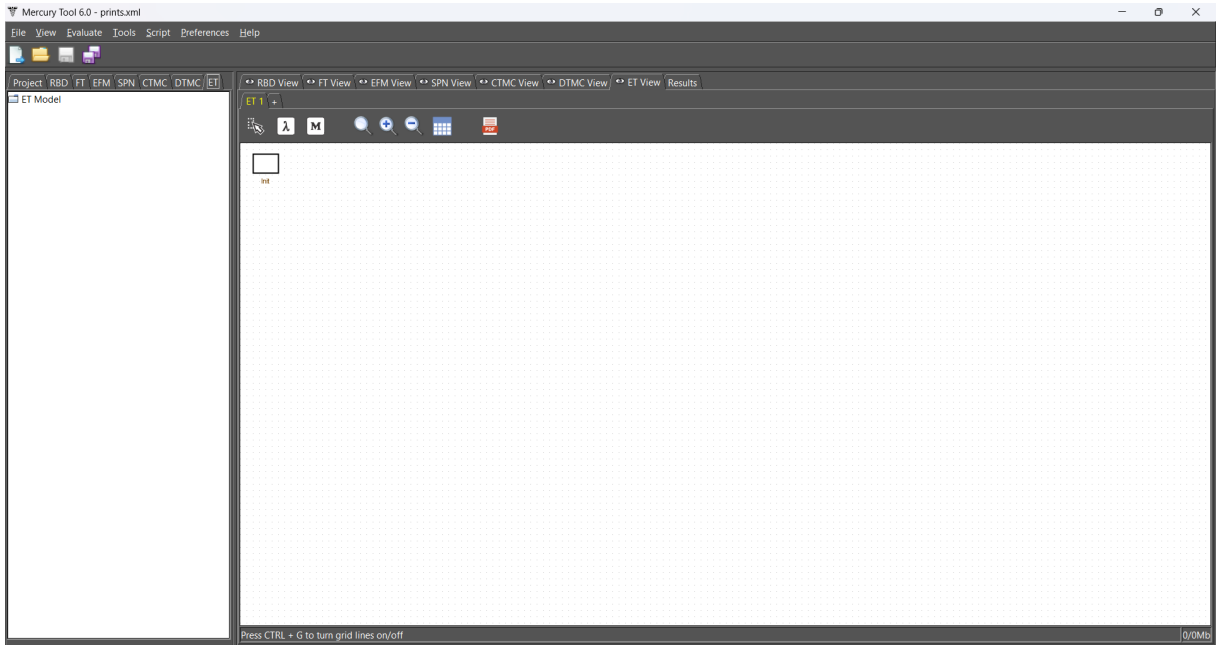 Mercury Tool 6.0 - prints.xml
File View Evaluate Tools Script Preferences Help
Project RBD FT EFM SPN CTMC DTMC ET
RBD View FT View EFM View SPN View CTMC View DTMC View ET View Results
ET Model
ET 1 +
λ M PDF
Init
Press CTRL + G to turn grid lines on/off
0/0Mb